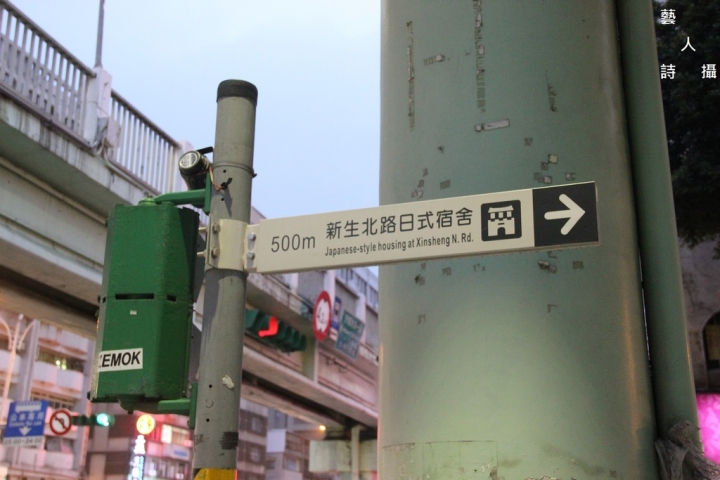 藝
人
詩 攝
500m 新生北路日式宿舍
Japanese-style housing at Xinsheng N. Rd.
EMOK